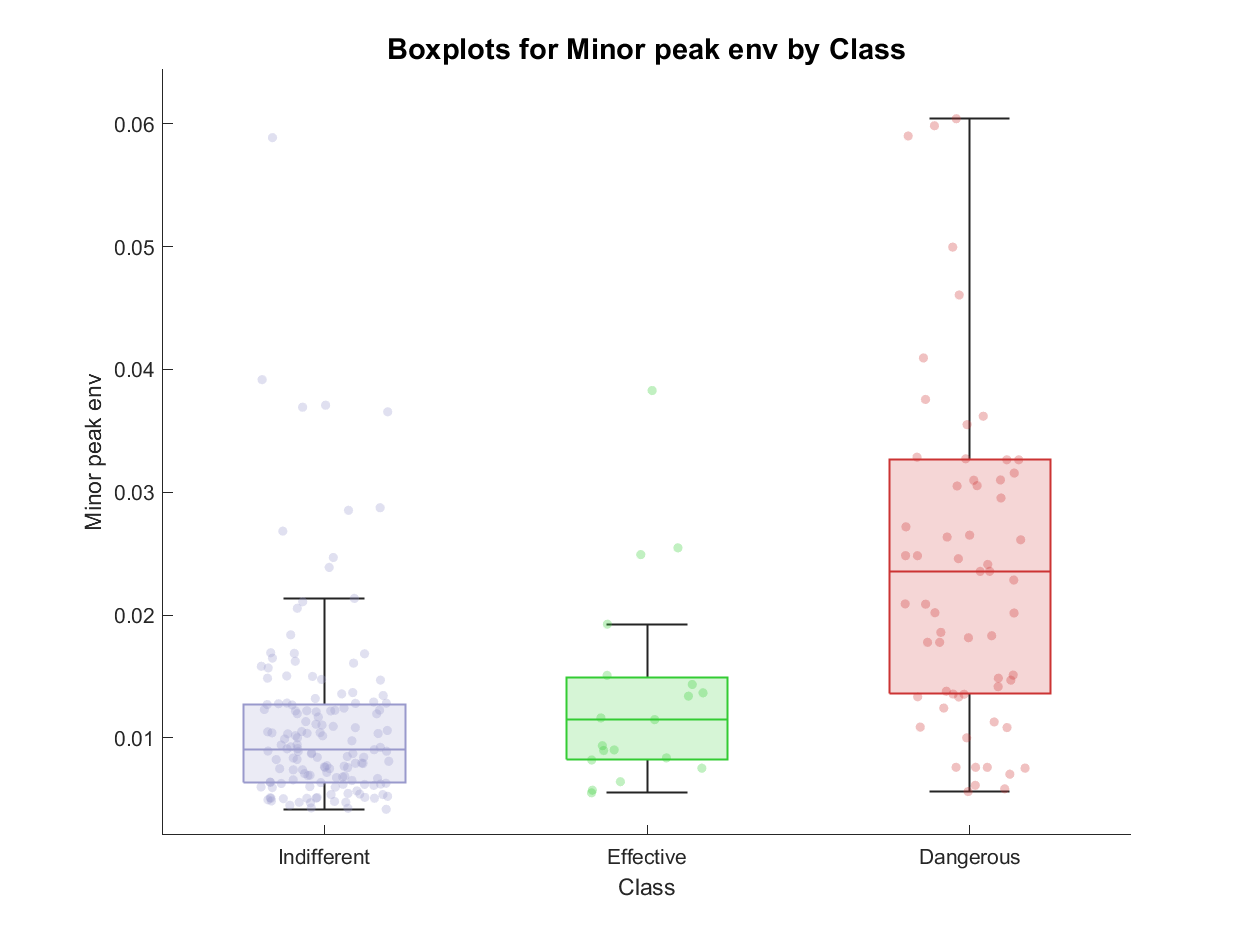 Boxplots for Minor peak env by Class
0.06
0.05
0.04
0.03
0.02
0.01
Minor peak env
Indifferent
Effective
Dangerous
Class